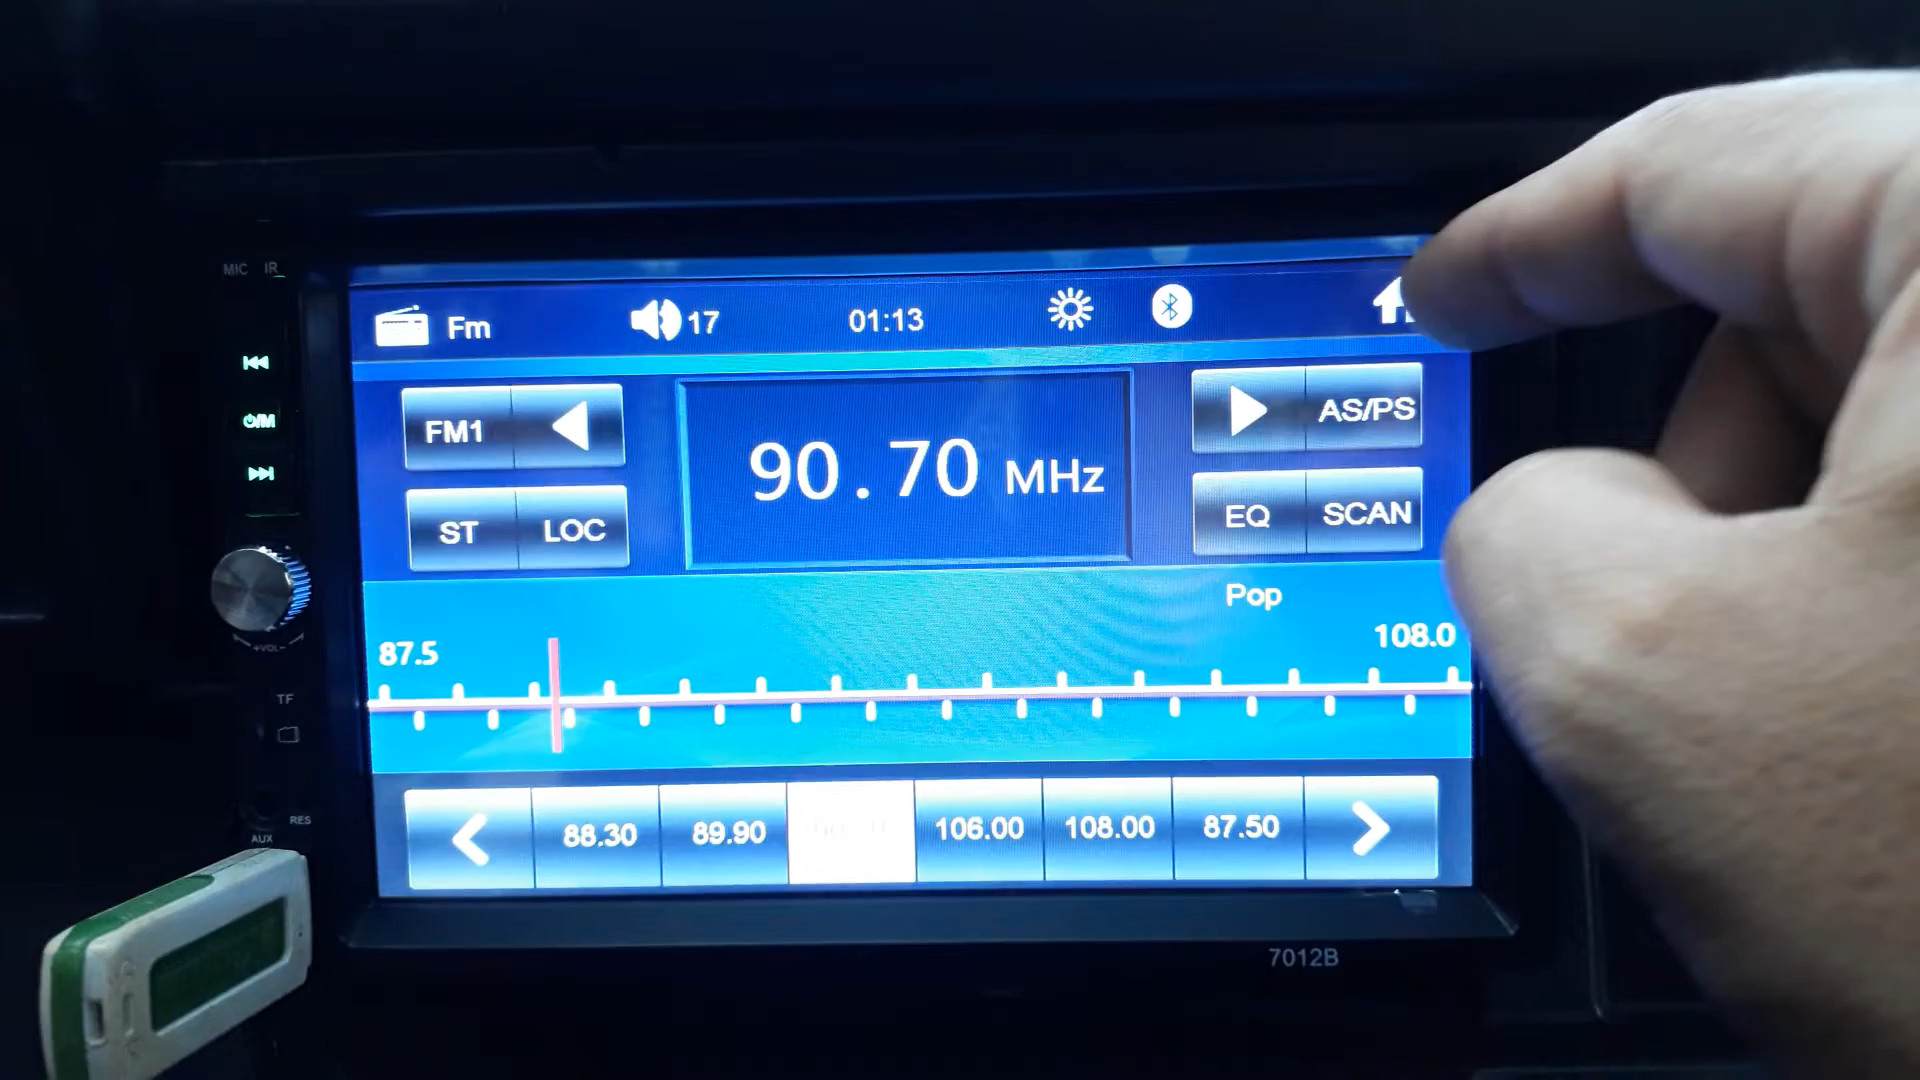 MIC IR
Fm 17 01:13
FM1 AS/PS
90.70 MHz
ST LOC EQ SCAN
Pop
87.5 108.0
+VOL-
TF
88.30 89.90 106.00 108.00 87.50
RES
AUX
7012B